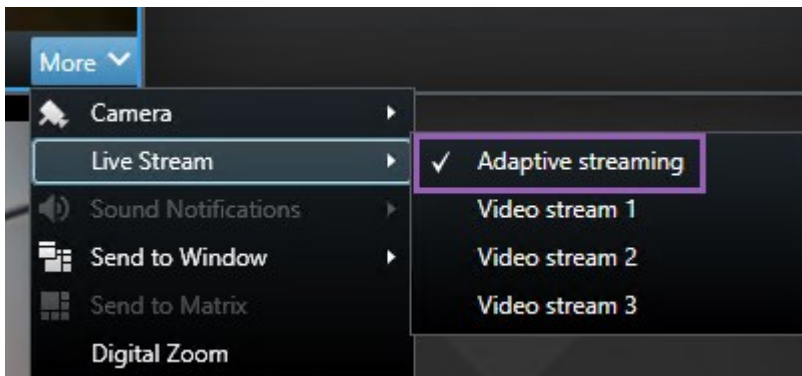 More
Camera
Live Stream
Sound Notifications
Send to Window
Send to Matrix
Digital Zoom
Adaptive streaming
Video stream 1
Video stream 2
Video stream 3